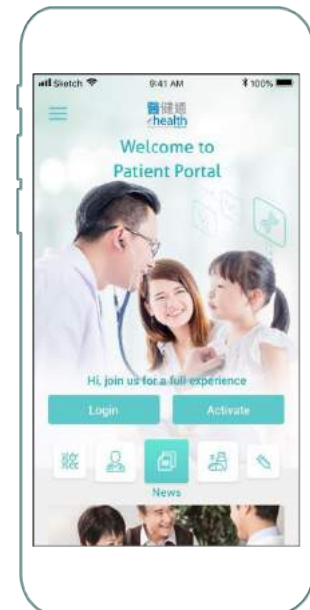 Sketch
9:41 AM
100%
醫健通
ehealth
Welcome to
Patient Portal
Hi, join us for a full experience
Login
Activate
News